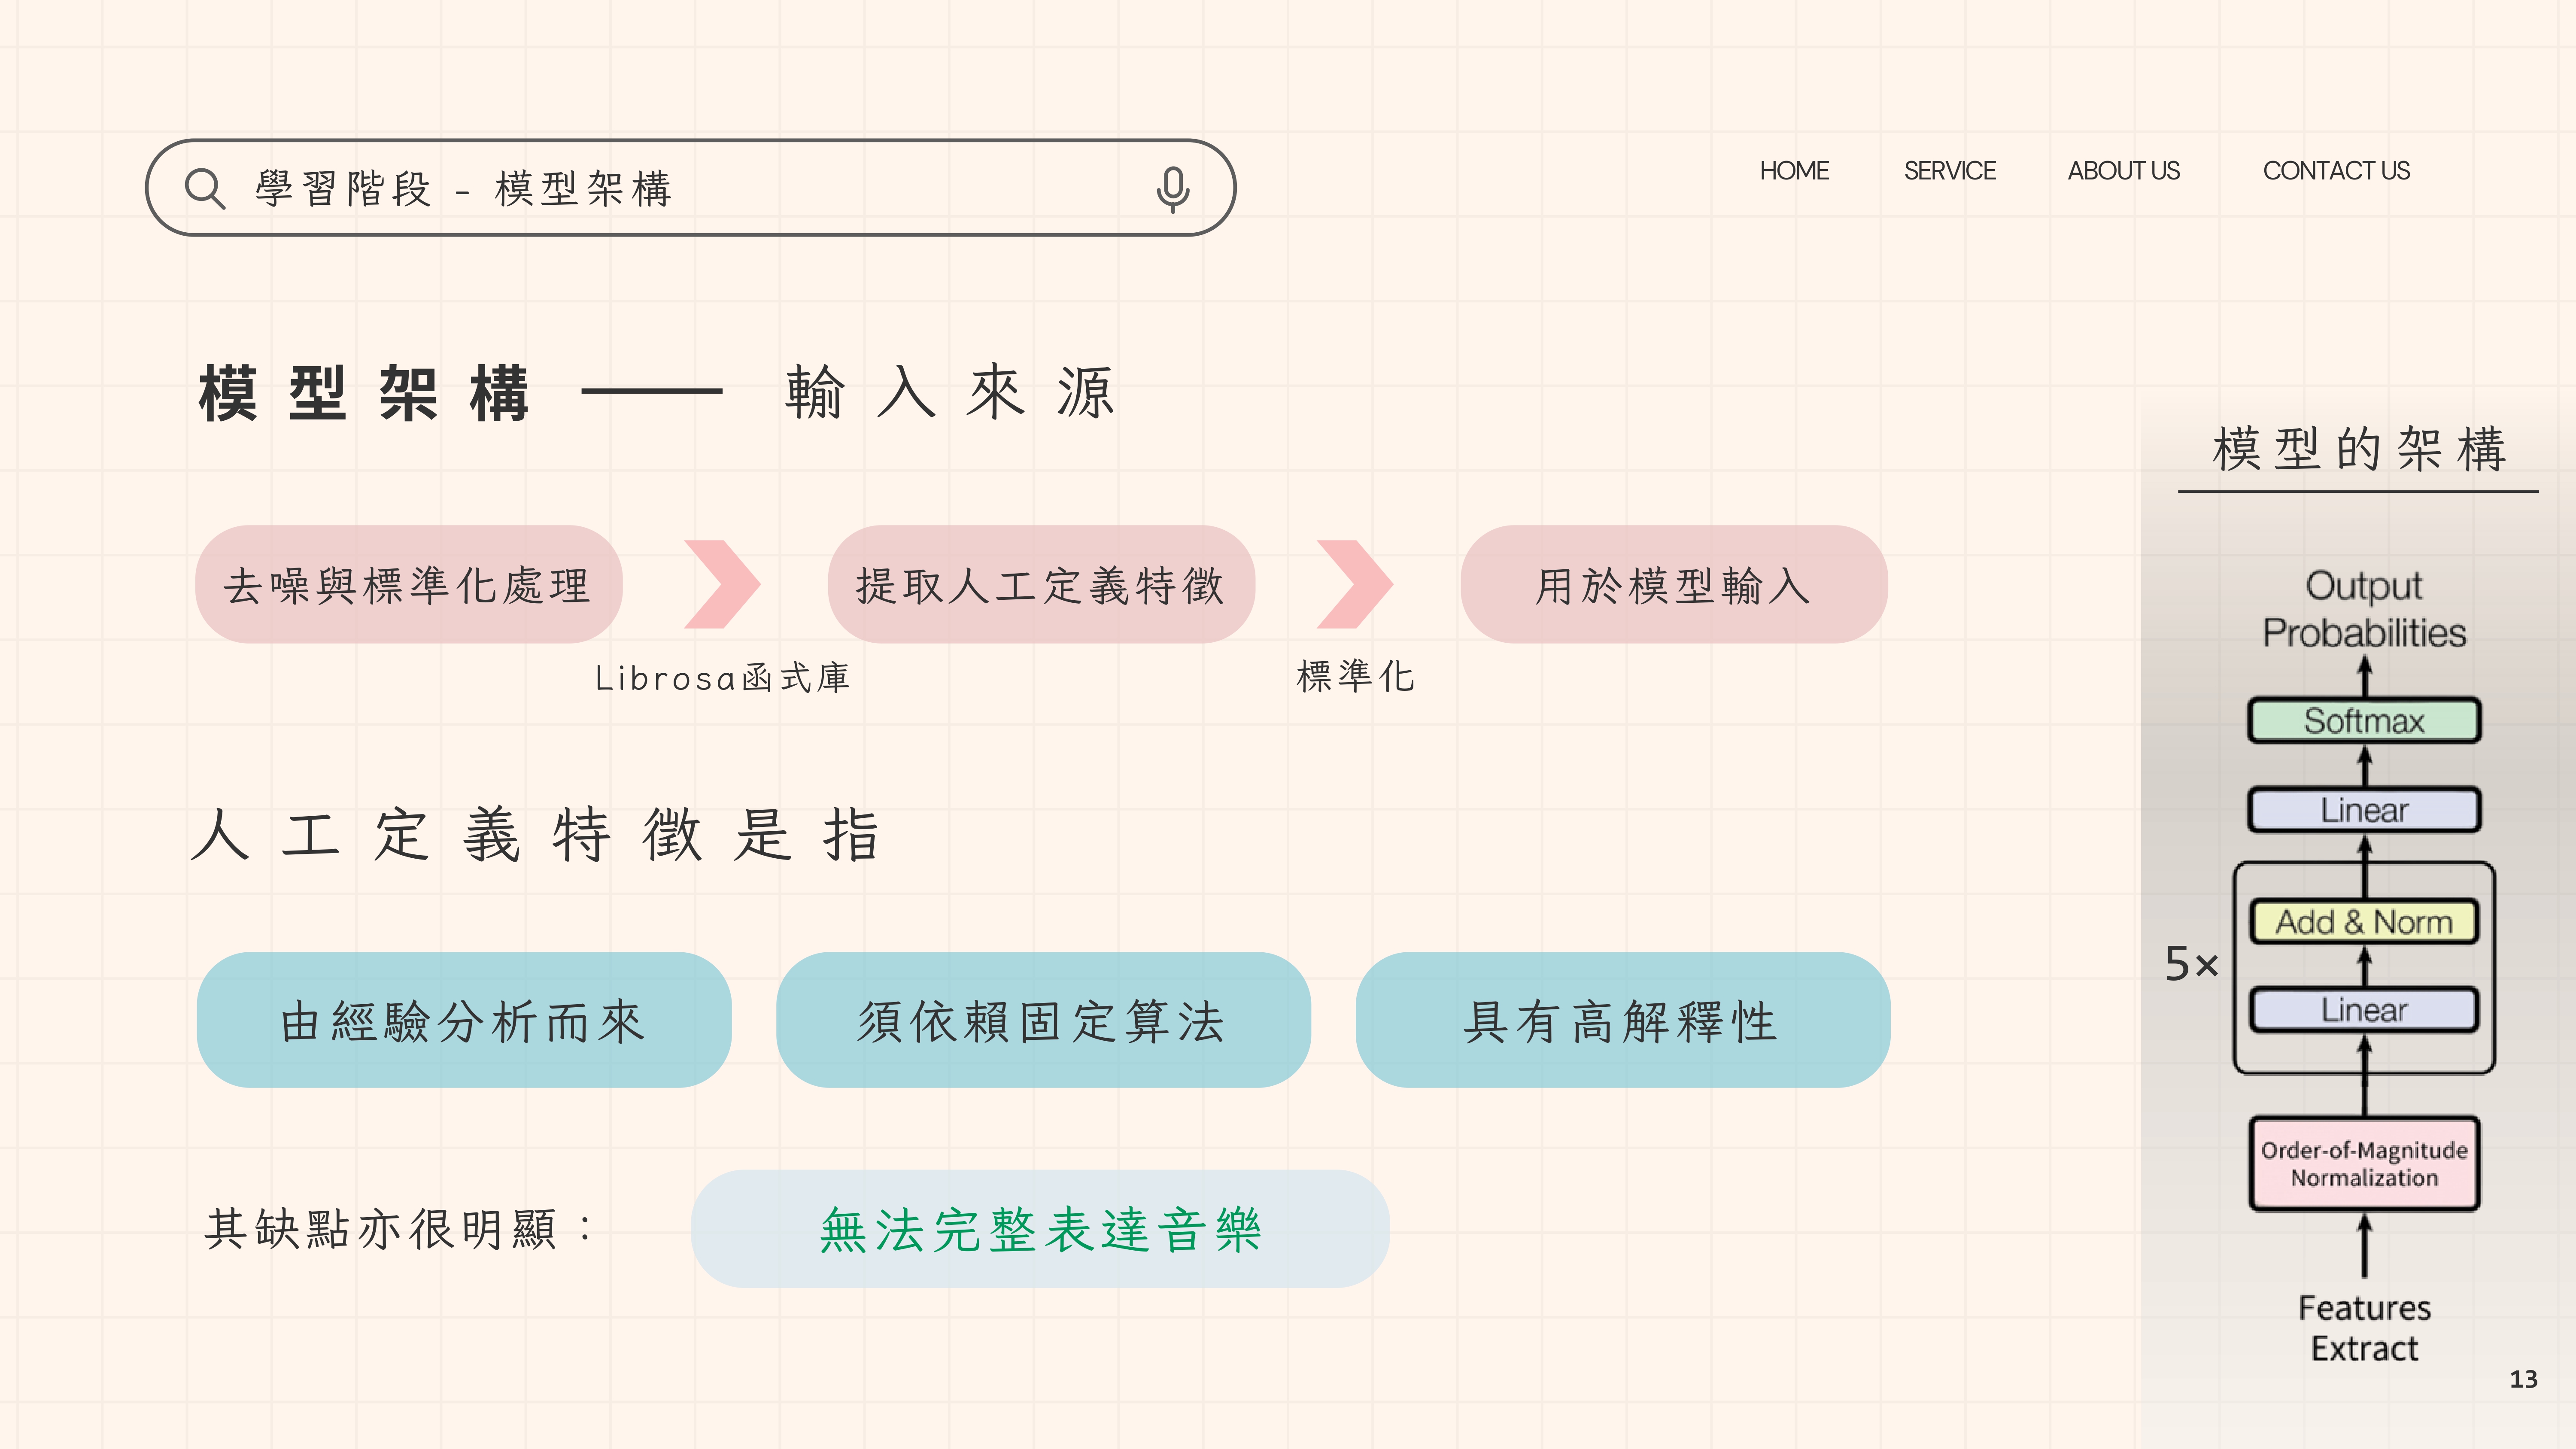 學習階段 - 模型架構
HOME SERVICE ABOUT US CONTACT US
模型架構 —— 輸入來源
去噪與標準化處理
提取人工定義特徵
用於模型輸入
Librosa函式庫
標準化
人工定義特徵是指
由經驗分析而來
須依賴固定算法
具有高解釋性
其缺點亦很明顯：
無法完整表達音樂
模型的架構
Output
Probabilities
Softmax
Linear
Add & Norm
5×
Linear
Order-of-Magnitude
Normalization
Features
Extract
13